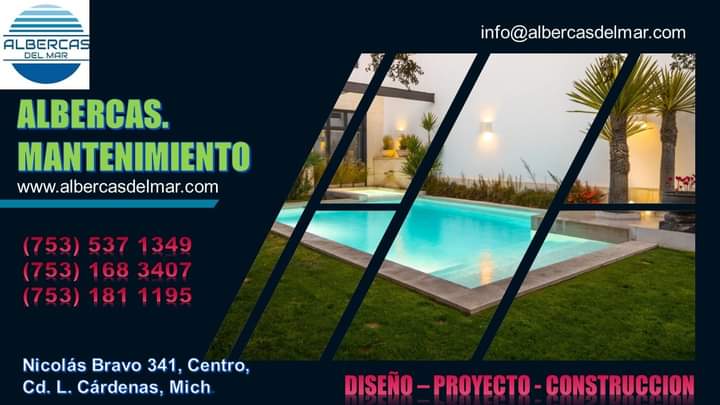 ALBERCAS
DEL MAR
info@albercasdelmar.com
ALBERCAS.
MANTENIMIENTO
www.albercasdelmar.com
(753) 537 1349
(753) 168 3407
(753) 181 1195
Nicolás Bravo 341, Centro,
Cd. L. Cárdenas, Mich.
DISEÑO – PROYECTO - CONSTRUCCION